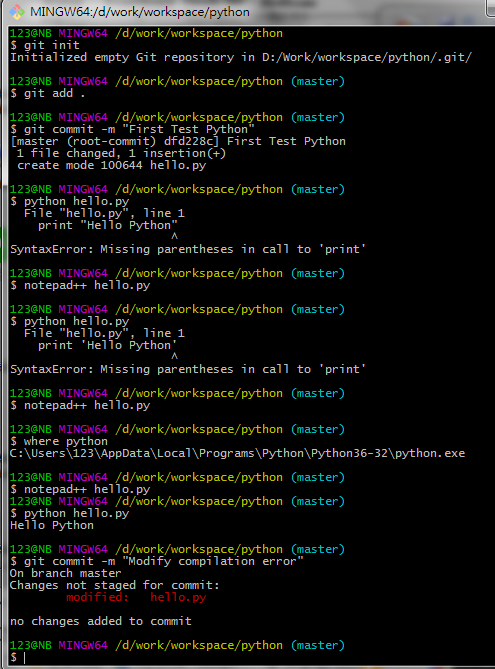 MINGW64:/d/work/workspace/python
123@NB MINGW64 /d/work/workspace/python
$ git init
Initialized empty Git repository in D:/Work/workspace/python/.git/
123@NB MINGW64 /d/work/workspace/python (master)
$ git add .
123@NB MINGW64 /d/work/workspace/python (master)
$ git commit -m "First Test Python"
[master (root-commit) dfd228c] First Test Python
 1 file changed, 1 insertion(+)
 create mode 100644 hello.py
123@NB MINGW64 /d/work/workspace/python (master)
$ python hello.py
  File "hello.py", line 1
    print "Hello Python"
                       ^
SyntaxError: Missing parentheses in call to 'print'
123@NB MINGW64 /d/work/workspace/python (master)
$ notepad++ hello.py
123@NB MINGW64 /d/work/workspace/python (master)
$ python hello.py
  File "hello.py", line 1
    print 'Hello Python'
                       ^
SyntaxError: Missing parentheses in call to 'print'
123@NB MINGW64 /d/work/workspace/python (master)
$ notepad++ hello.py
123@NB MINGW64 /d/work/workspace/python (master)
$ where python
C:\Users\123\AppData\Local\Programs\Python\Python36-32\python.exe
123@NB MINGW64 /d/work/workspace/python (master)
$ notepad++ hello.py
123@NB MINGW64 /d/work/workspace/python (master)
$ python hello.py
Hello Python
123@NB MINGW64 /d/work/workspace/python (master)
$ git commit -m "Modify compilation error"
On branch master
Changes not staged for commit:
        modified:   hello.py
no changes added to commit
123@NB MINGW64 /d/work/workspace/python (master)
$